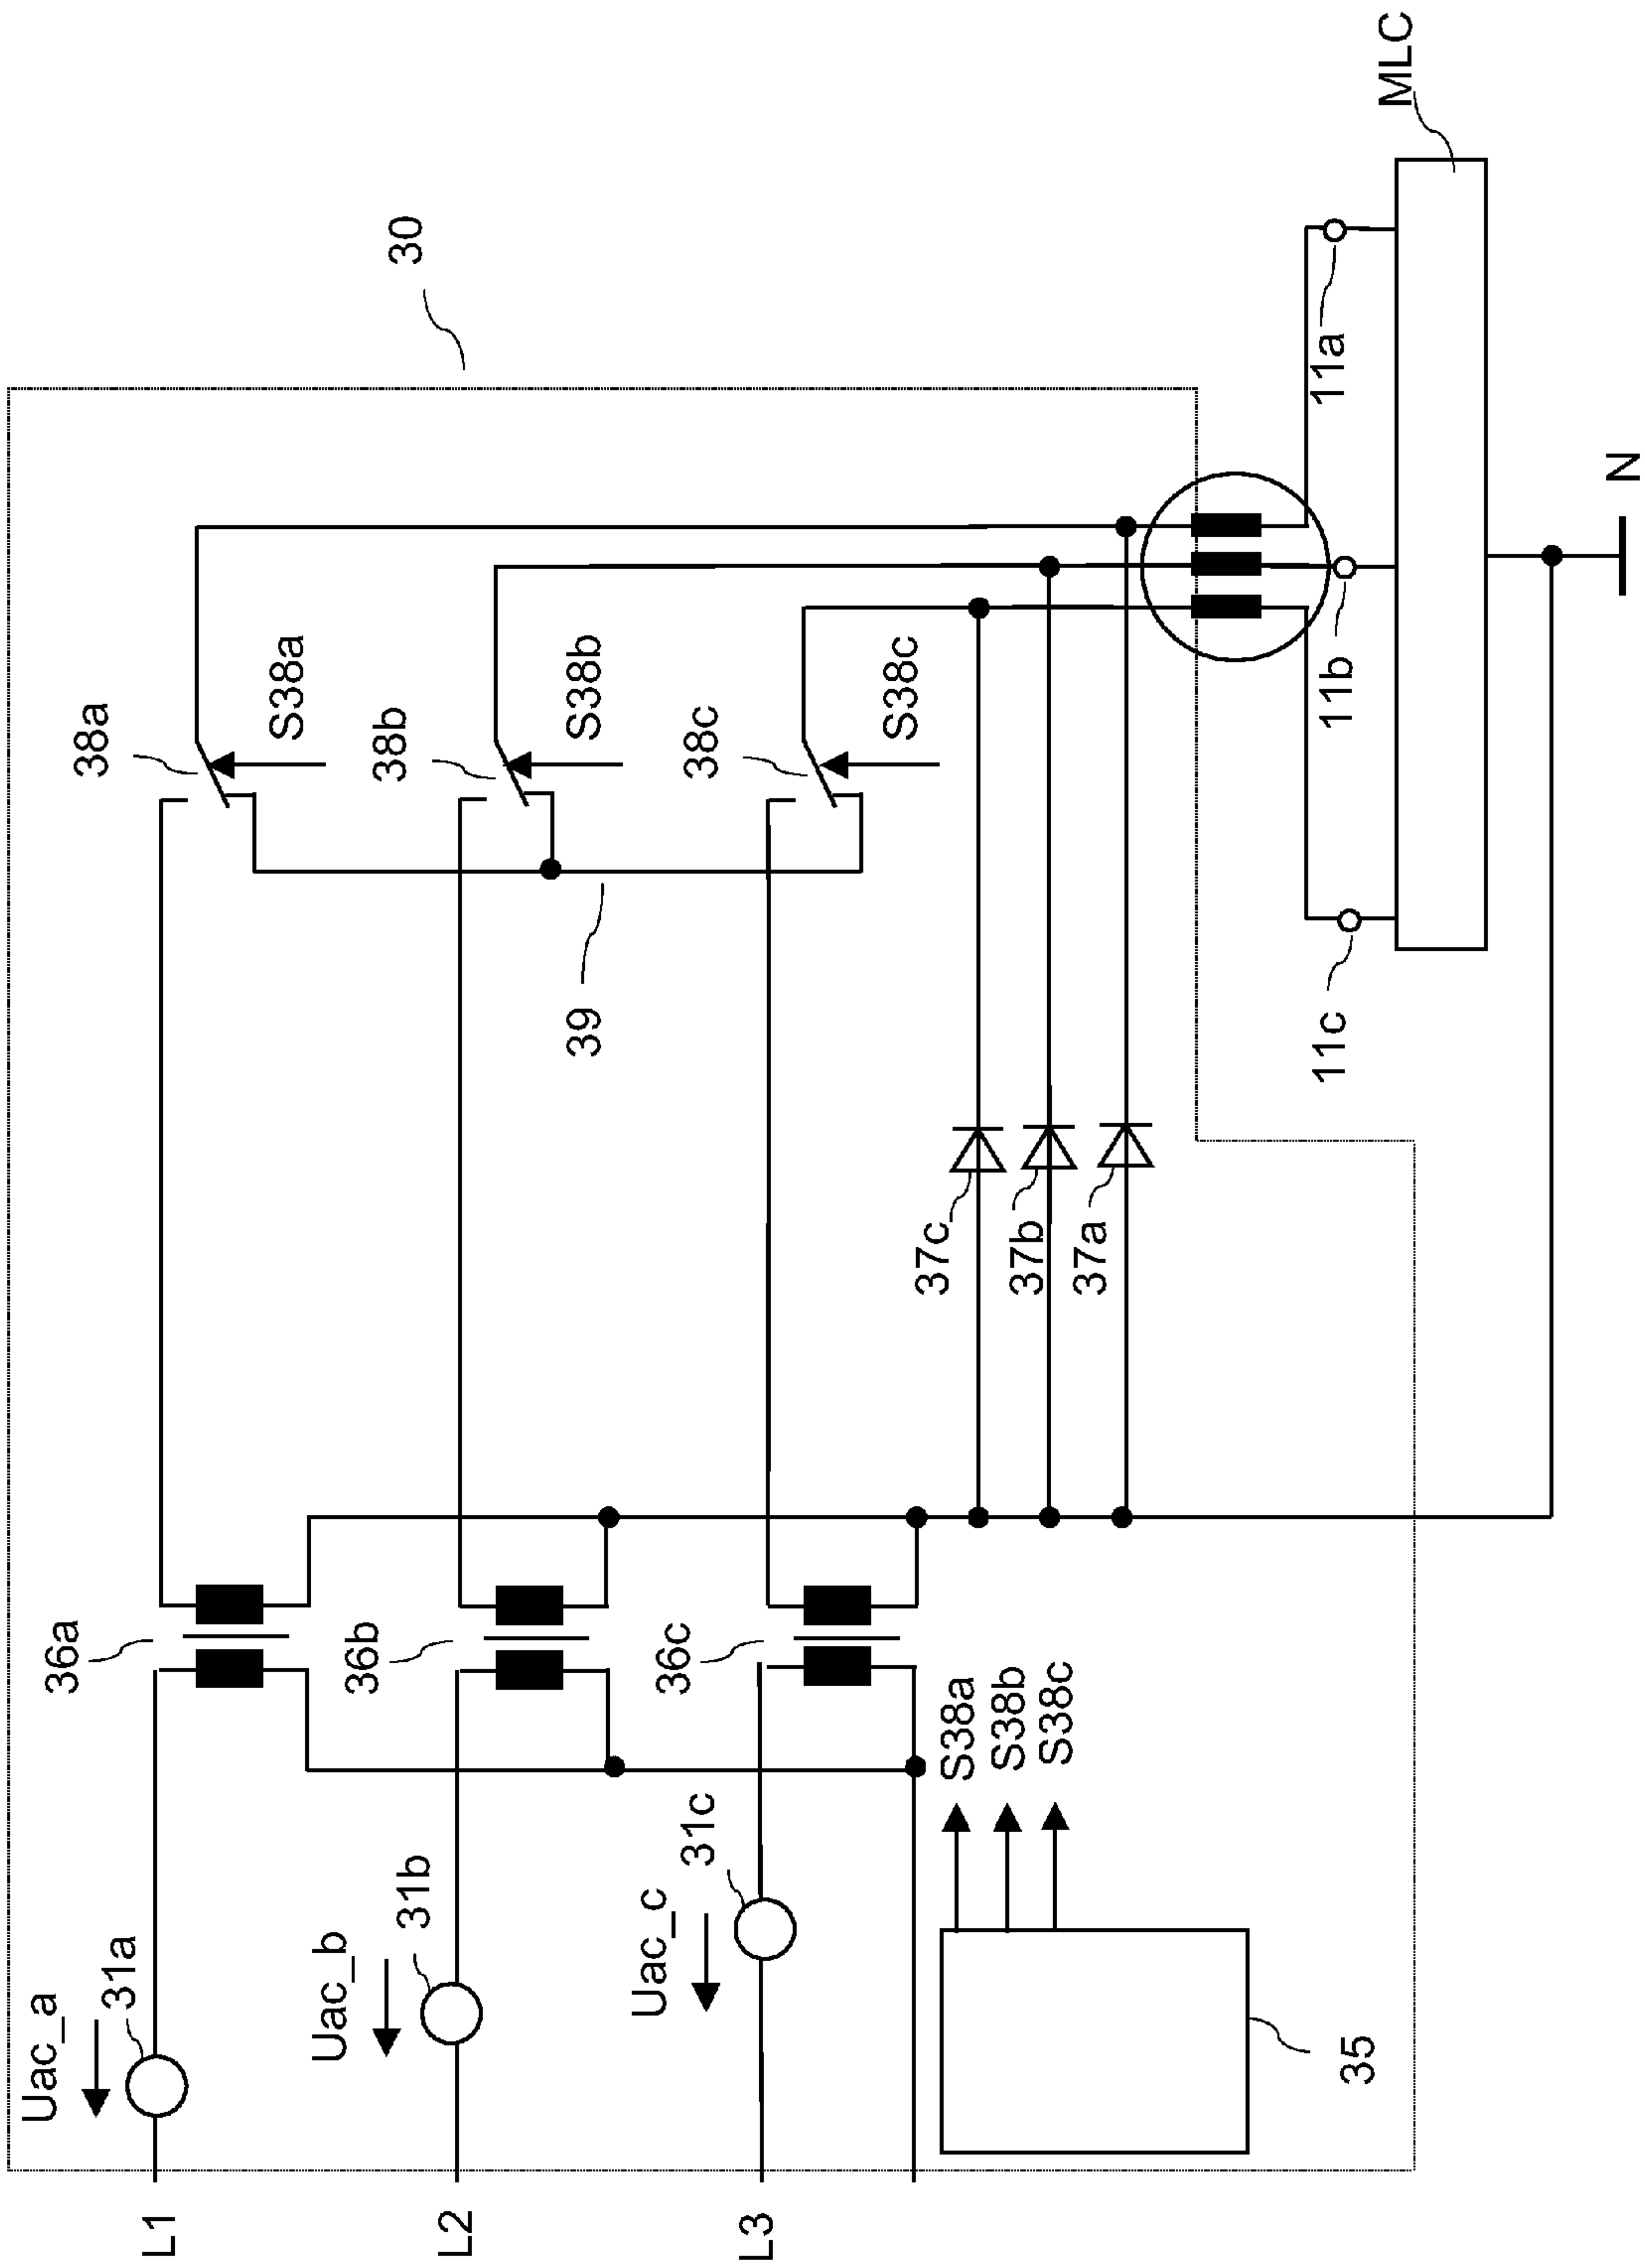 L1
L2
L3
Uac_a
31a
Uac_b
31b
Uac_c
31c
36a
36b
36c
S38a
S38b
S38c
35
37c
37b
37a
39
38a
S38a
38b
S38b
38c
S38c
30
11c
11b
11a
MLC
N